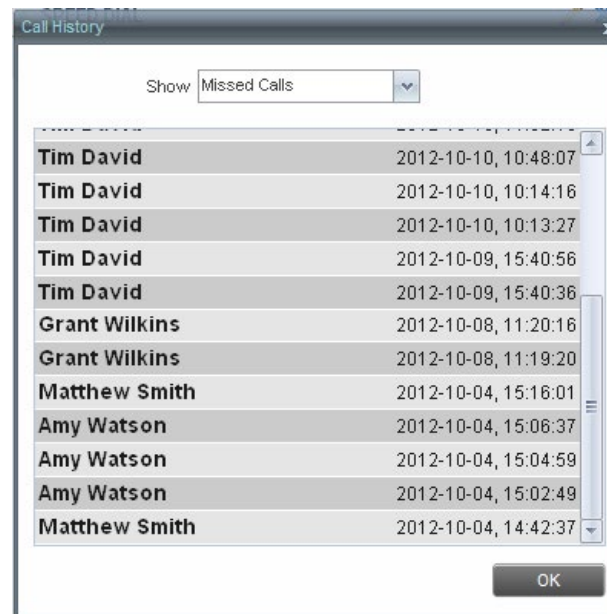 SPEED DIAL
Call History
Show Missed Calls
Tim David 2012-10-10, 10:48:07
Tim David 2012-10-10, 10:14:16
Tim David 2012-10-10, 10:13:27
Tim David 2012-10-09, 15:40:56
Tim David 2012-10-09, 15:40:36
Grant Wilkins 2012-10-08, 11:20:16
Grant Wilkins 2012-10-08, 11:19:20
Matthew Smith 2012-10-04, 15:16:01
Amy Watson 2012-10-04, 15:06:37
Amy Watson 2012-10-04, 15:04:59
Amy Watson 2012-10-04, 15:02:49
Matthew Smith 2012-10-04, 14:42:37
OK